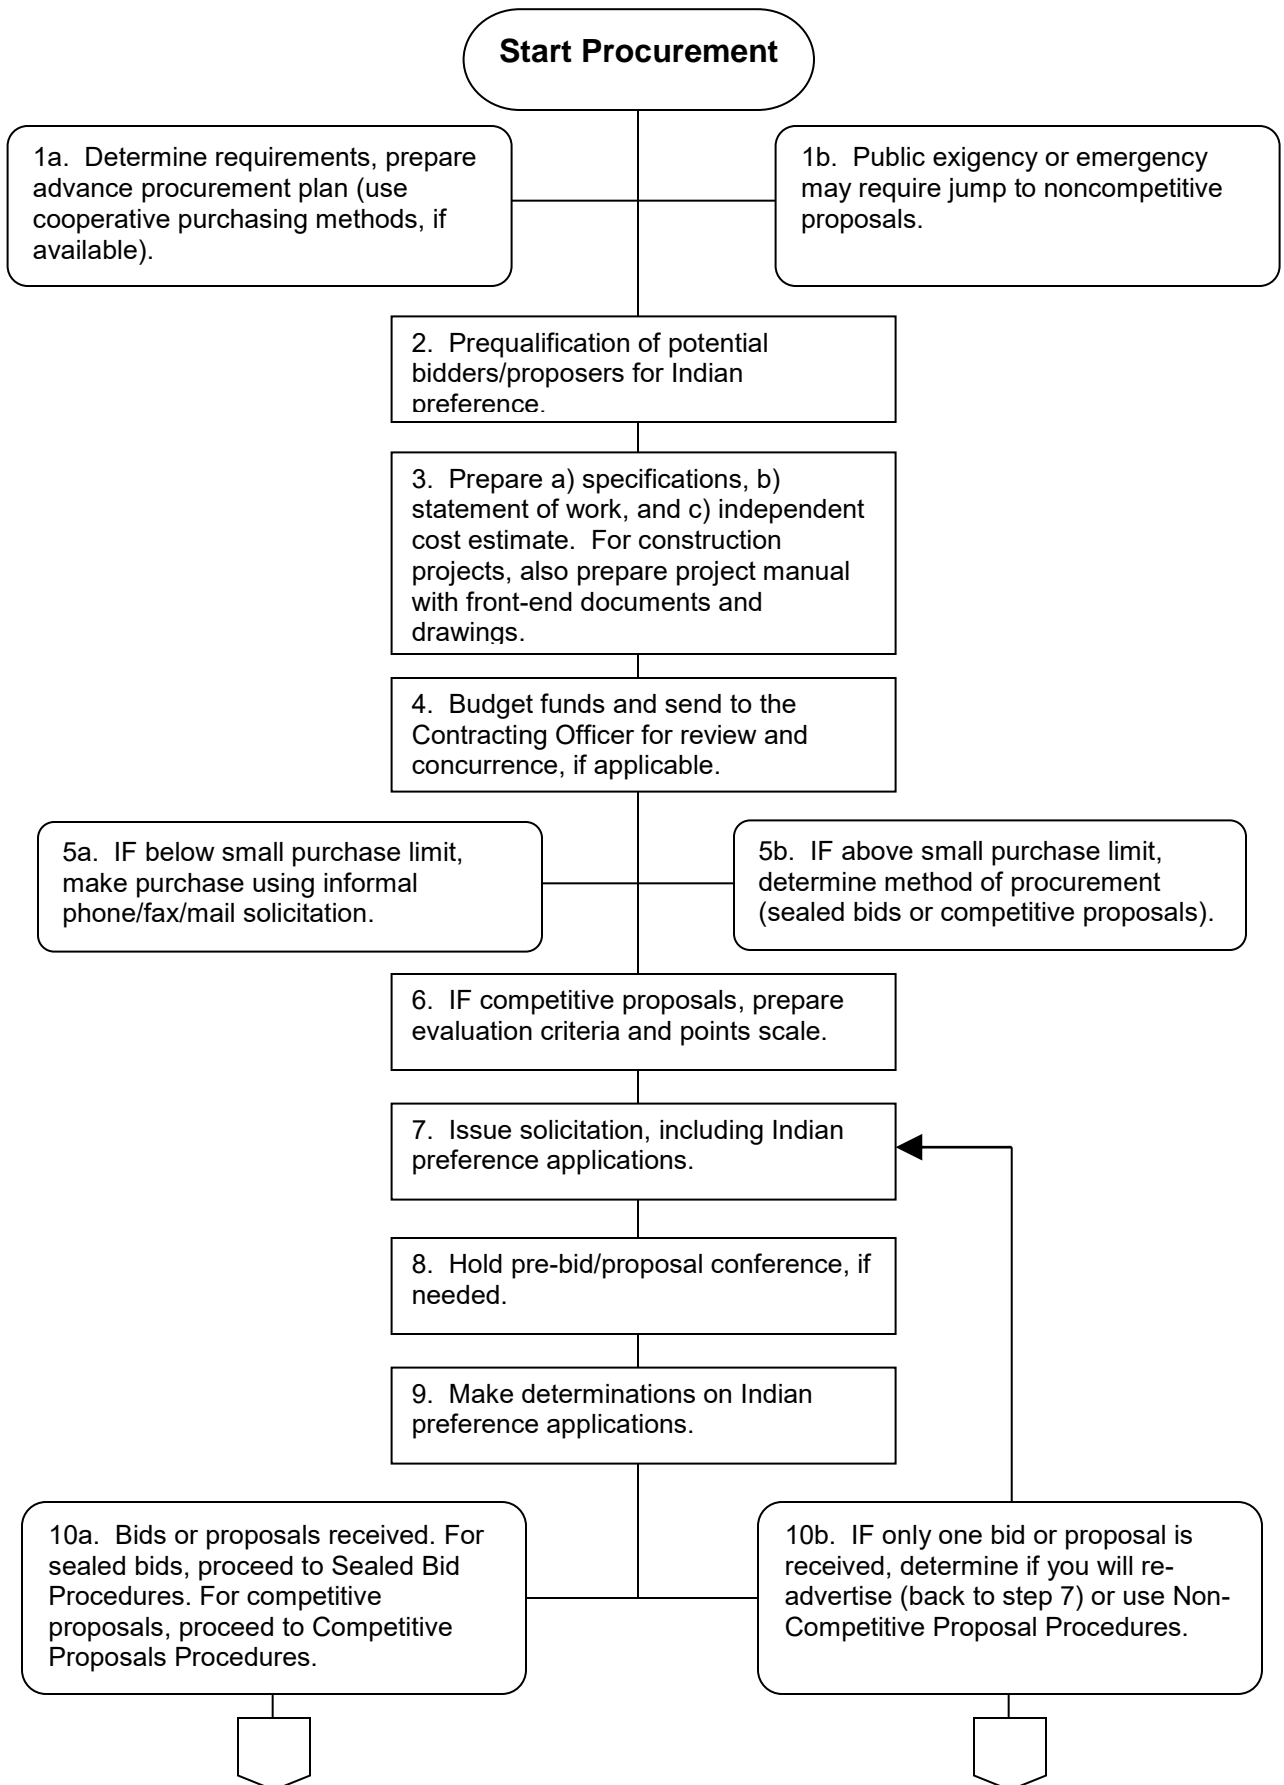 Start Procurement
1a.  Determine requirements, prepare
advance procurement plan (use
cooperative purchasing methods, if
available).
1b.  Public exigency or emergency
may require jump to noncompetitive
proposals.
2.  Prequalification of potential
bidders/proposers for Indian
preference.
3.  Prepare a) specifications, b)
statement of work, and c) independent
cost estimate.  For construction
projects, also prepare project manual
with front-end documents and
drawings.
4.  Budget funds and send to the
Contracting Officer for review and
concurrence, if applicable.
5a.  IF below small purchase limit,
make purchase using informal
phone/fax/mail solicitation.
5b.  IF above small purchase limit,
determine method of procurement
(sealed bids or competitive proposals).
6.  IF competitive proposals, prepare
evaluation criteria and points scale.
7.  Issue solicitation, including Indian
preference applications.
8.  Hold pre-bid/proposal conference, if
needed.
9.  Make determinations on Indian
preference applications.
10a.  Bids or proposals received. For
sealed bids, proceed to Sealed Bid
Procedures. For competitive
proposals, proceed to Competitive
Proposals Procedures.
10b.  IF only one bid or proposal is
received, determine if you will re-
advertise (back to step 7) or use Non-
Competitive Proposal Procedures.